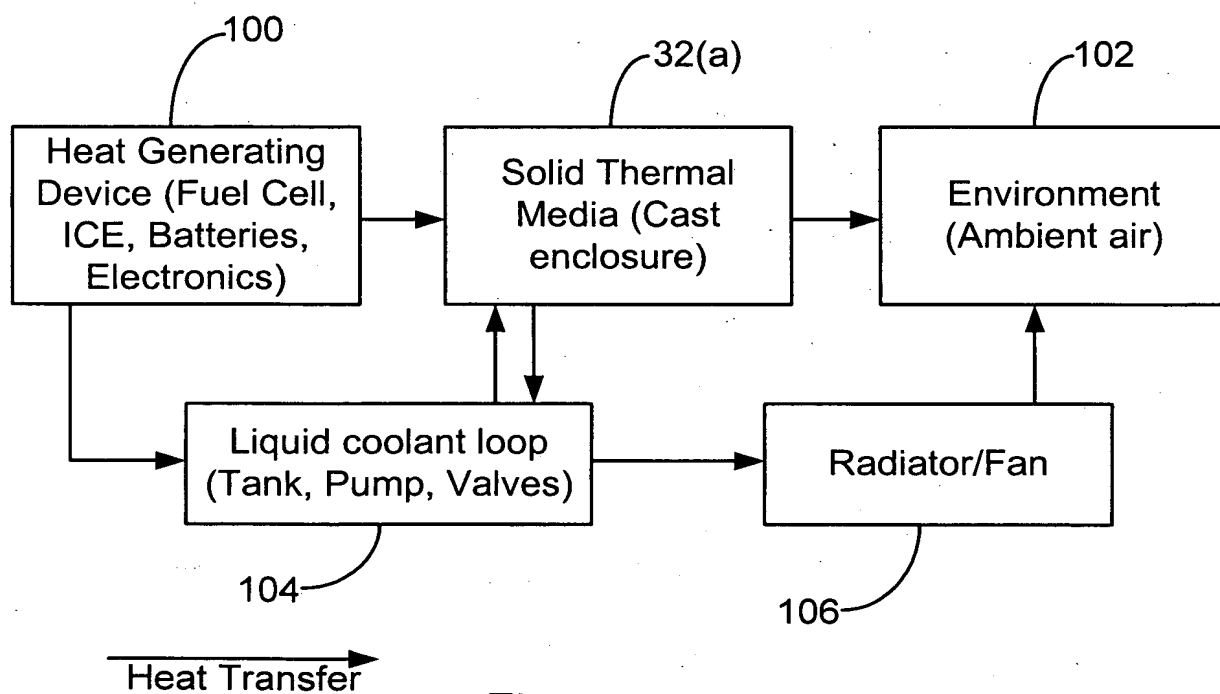 100
32(a)
102
Heat Generating
Device (Fuel Cell,
ICE, Batteries,
Electronics)
Solid Thermal
Media (Cast
enclosure)
Environment
(Ambient air)
Liquid coolant loop
(Tank, Pump, Valves)
Radiator/Fan
104
106
Heat Transfer